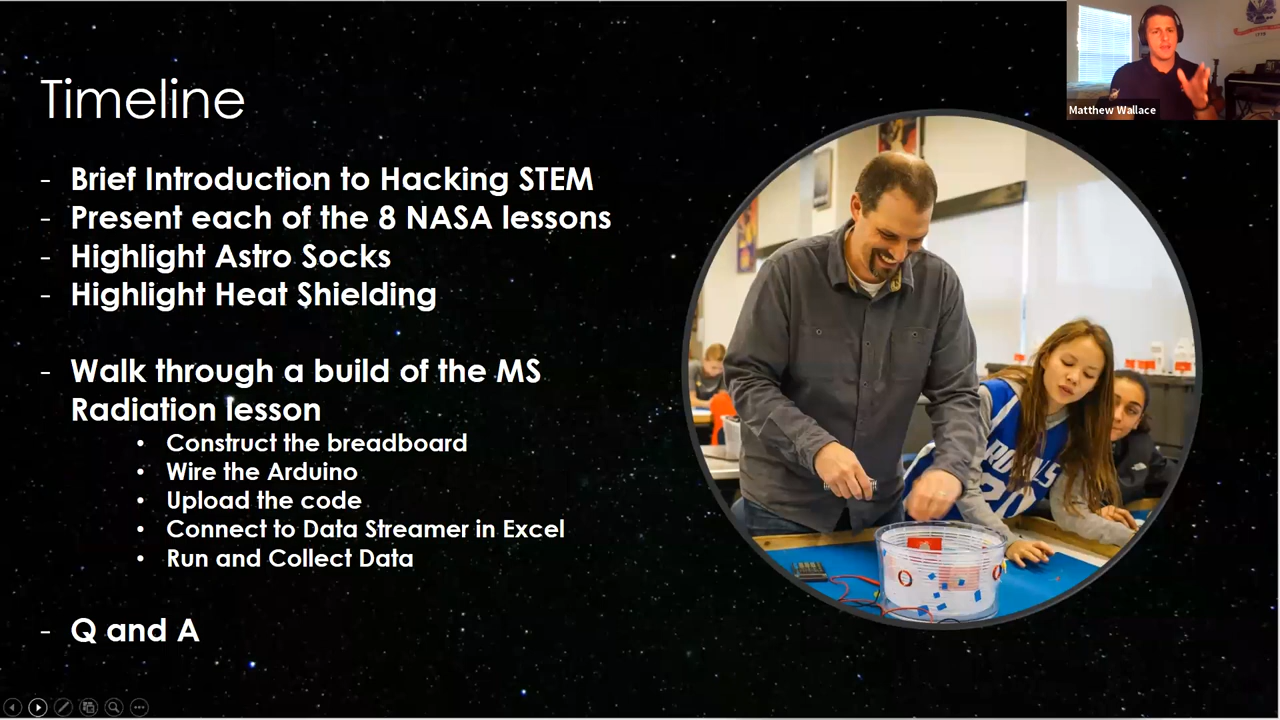 Timeline
- Brief Introduction to Hacking STEM
- Present each of the 8 NASA lessons
- Highlight Astro Socks
- Highlight Heat Shielding
- Walk through a build of the MS
Radiation lesson
• Construct the breadboard
• Wire the Arduino
• Upload the code
• Connect to Data Streamer in Excel
• Run and Collect Data
- Q and A
Matthew Wallace